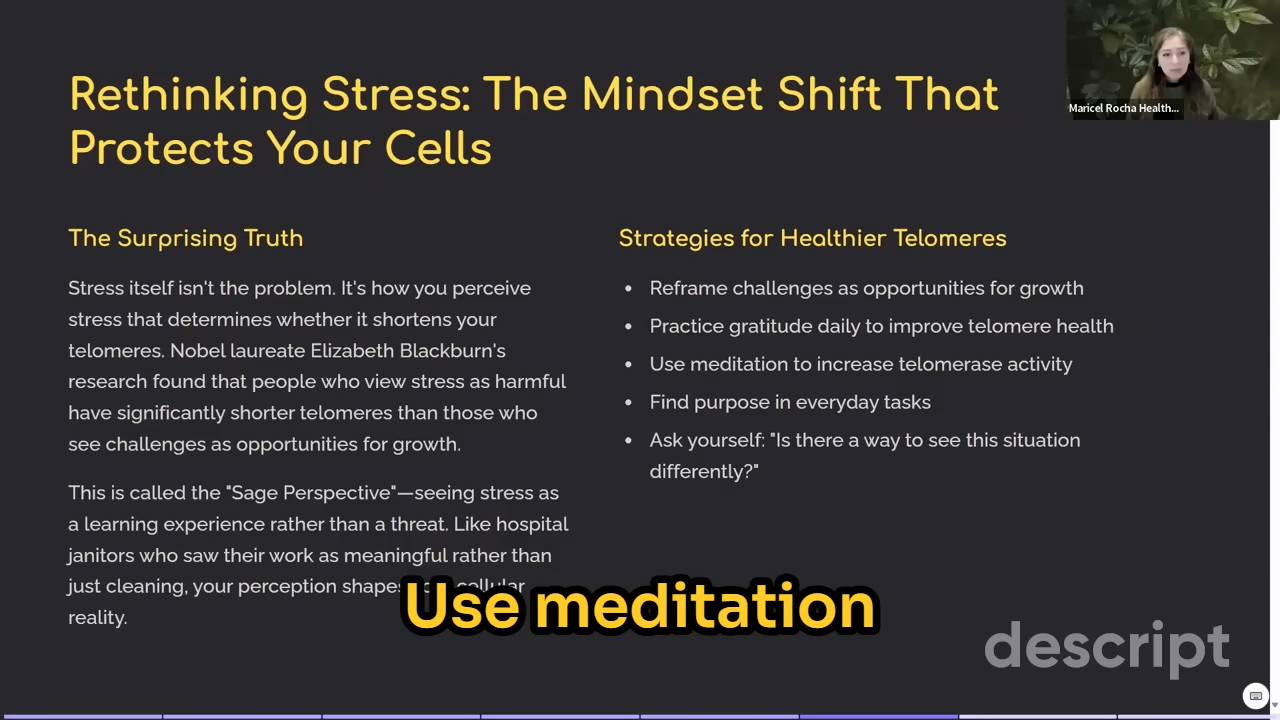 Rethinking Stress: The Mindset Shift That
Protects Your Cells
Maricel Rocha Health...
The Surprising Truth
Stress itself isn't the problem. It's how you perceive
stress that determines whether it shortens your
telomeres. Nobel laureate Elizabeth Blackburn's
research found that people who view stress as harmful
have significantly shorter telomeres than those who
see challenges as opportunities for growth.
This is called the "Sage Perspective"—seeing stress as
a learning experience rather than a threat. Like hospital
janitors who saw their work as meaningful rather than
just cleaning, your perception shapes cellular
reality.
Strategies for Healthier Telomeres
• Reframe challenges as opportunities for growth
• Practice gratitude daily to improve telomere health
• Use meditation to increase telomerase activity
• Find purpose in everyday tasks
• Ask yourself: "Is there a way to see this situation
differently?"
Use meditation
descript